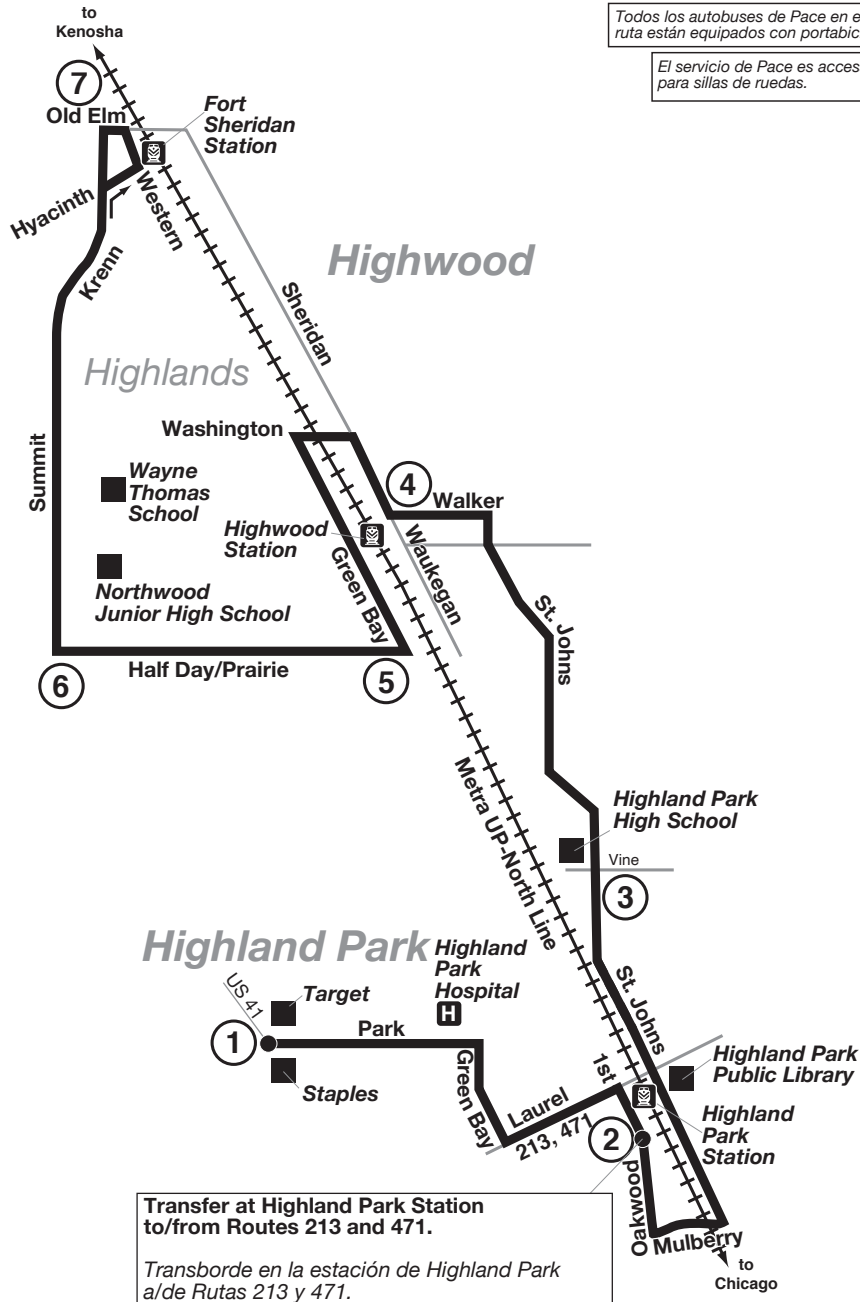 Todos los autobuses de Pace en e
ruta están equipados con portabic
El servicio de Pace es acces
para sillas de ruedas.
to
Kenosha
7
Old Elm
Fort
Sheridan
Station
Hyacinth
Western
Krenn
Highwood
Sheridan
Highlands
Washington
Summit
Wayne
Thomas
School
4
Walker
Highwood
Station
Waukegan
Green Bay
Northwood
Junior High School
St. Johns
Half Day/Prairie
6
5
Metra UP-North Line
Highland Park
High School
Vine
3
Highland Park
Highland
Park
Hospital
H
US 41
Target
1
Park
Staples
Green Bay
St. Johns
1st
Laurel
213, 471
2
Highland Park
Public Library
Highland
Park
Station
Oakwood
Mulberry
to
Chicago
Transfer at Highland Park Station
to/from Routes 213 and 471.
Transborde en la estación de Highland Park
a/de Rutas 213 y 471.